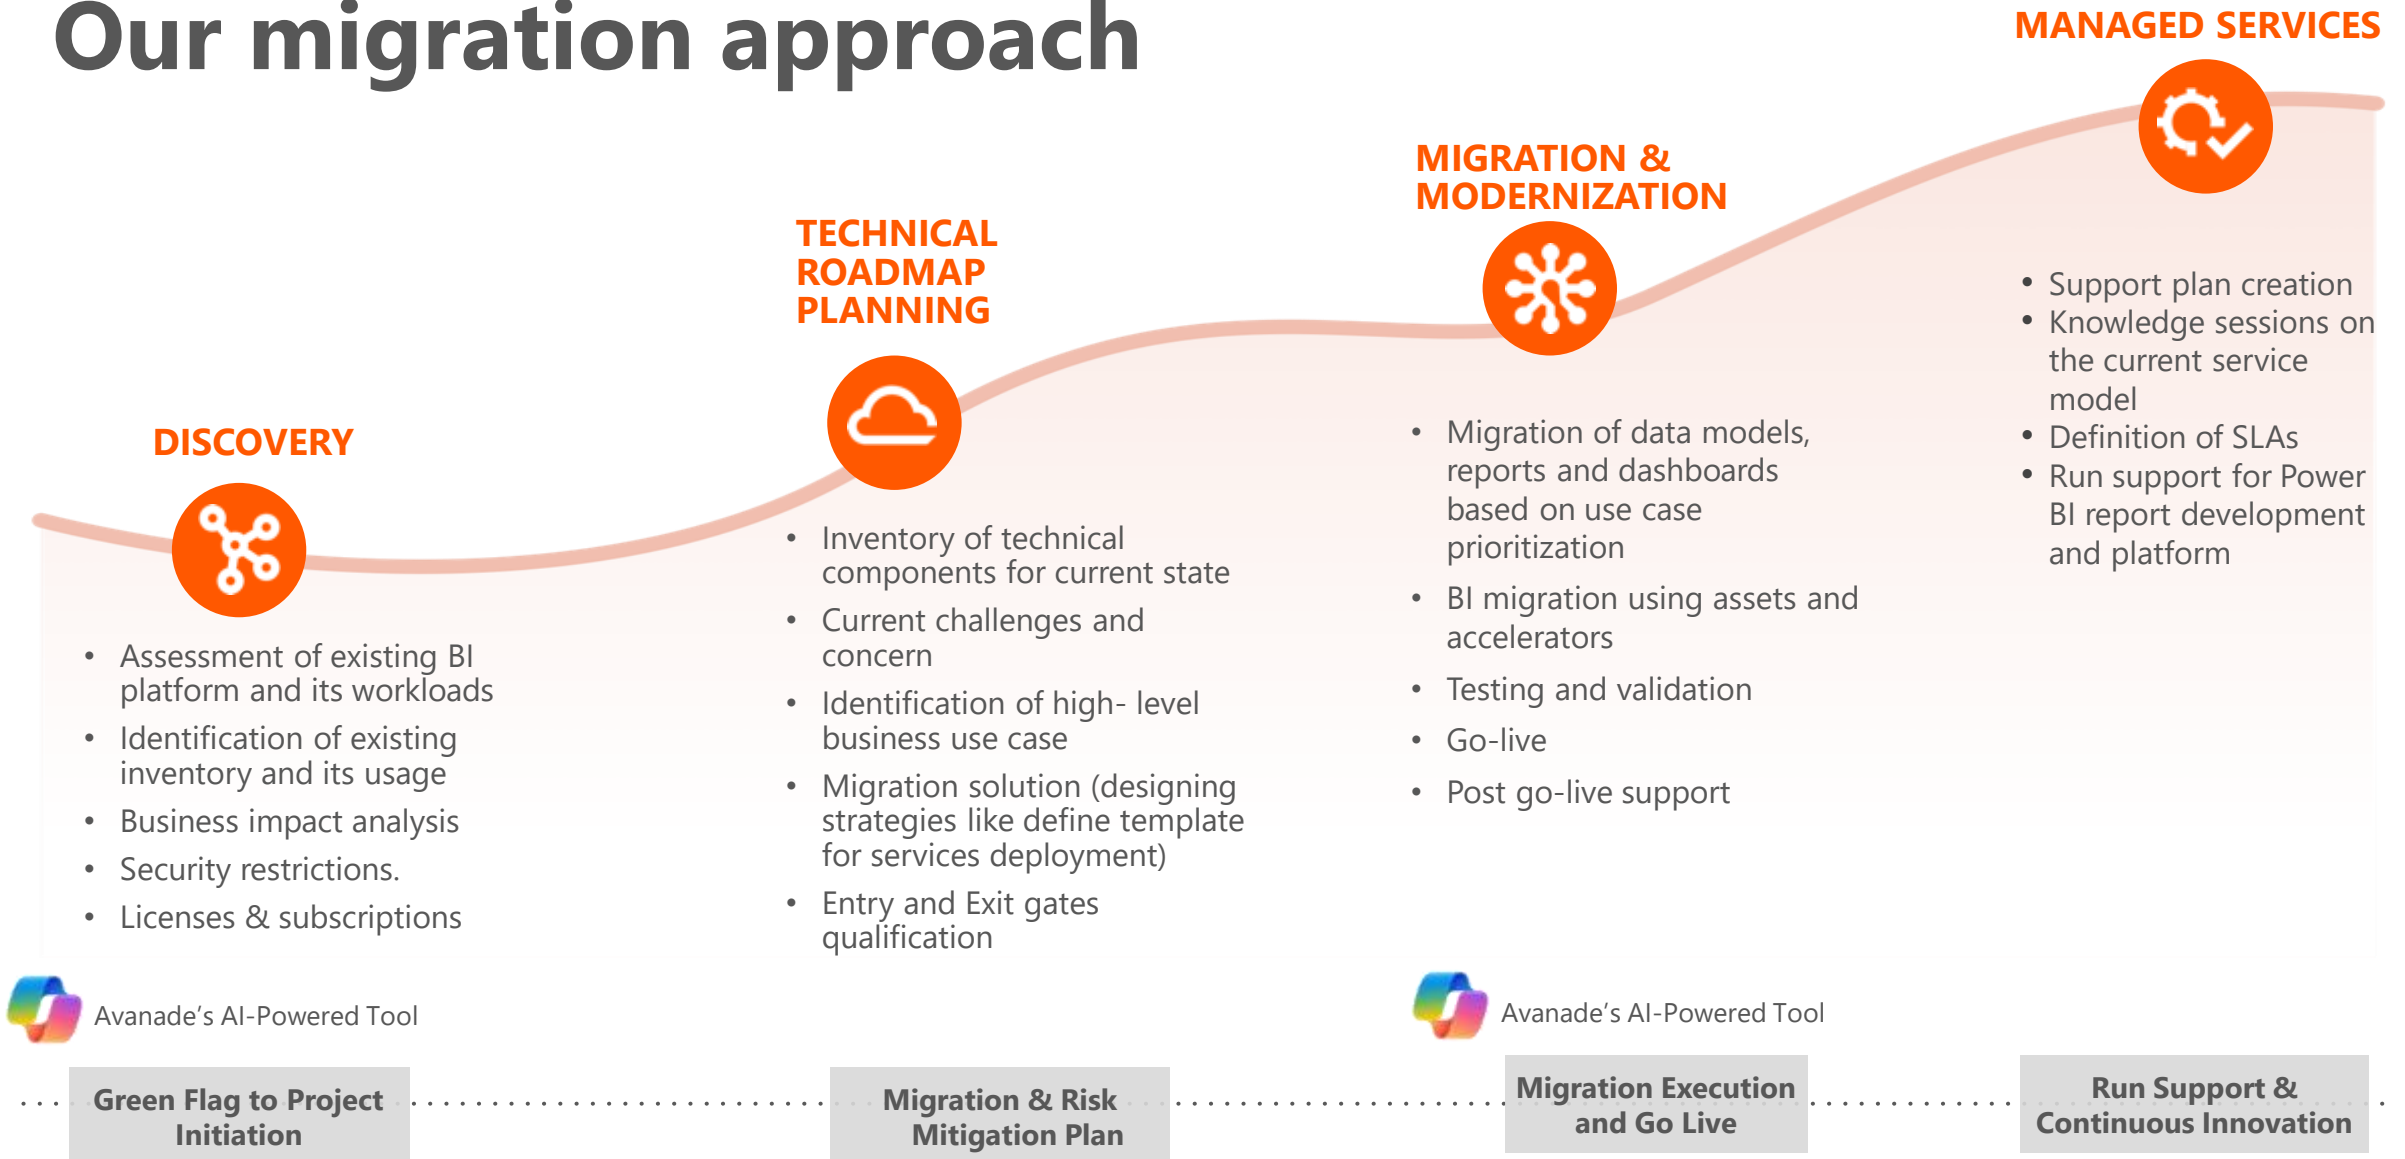 Our migration approach
DISCOVERY
• Assessment of existing BI
platform and its workloads
• Identification of existing
inventory and its usage
• Business impact analysis
• Security restrictions.
• Licenses & subscriptions
Avanade's AI-Powered Tool
Green Flag to Project
Initiation
TECHNICAL
ROADMAP
PLANNING
• Inventory of technical
components for current state
• Current challenges and
concern
• Identification of high- level
business use case
• Migration solution (designing
strategies like define template
for services deployment)
• Entry and Exit gates
qualification
Migration & Risk
Mitigation Plan
MIGRATION &
MODERNIZATION
• Migration of data models,
reports and dashboards
based on use case
prioritization
• BI migration using assets and
accelerators
• Testing and validation
• Go-live
• Post go-live support
Avanade's AI-Powered Tool
Migration Execution
and Go Live
MANAGED SERVICES
• Support plan creation
• Knowledge sessions on
the current service
model
• Definition of SLAs
• Run support for Power
BI report development
and platform
Run Support &
Continuous Innovation